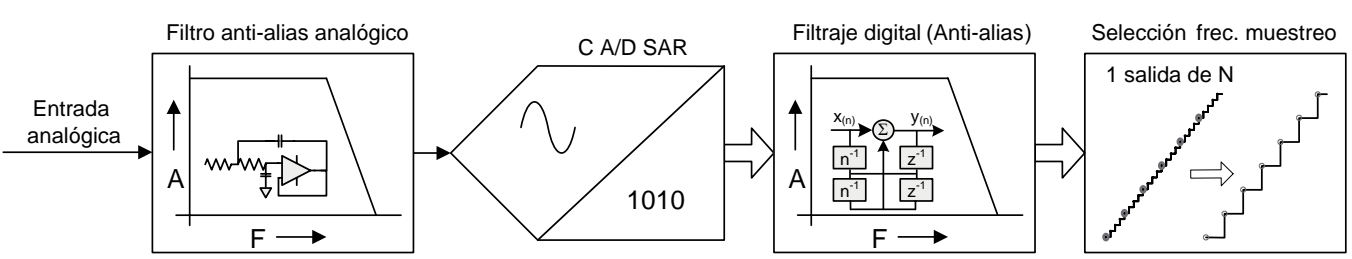 Filtro anti-alias analógico
C A/D SAR
Filtraje digital (Anti-alias)
Selección frec. muestreo
Entrada
analógica
A
F
1010
A
x(n)
Σ
y(n)
n-1
z-1
n-1
z-1
F
1 salida de N